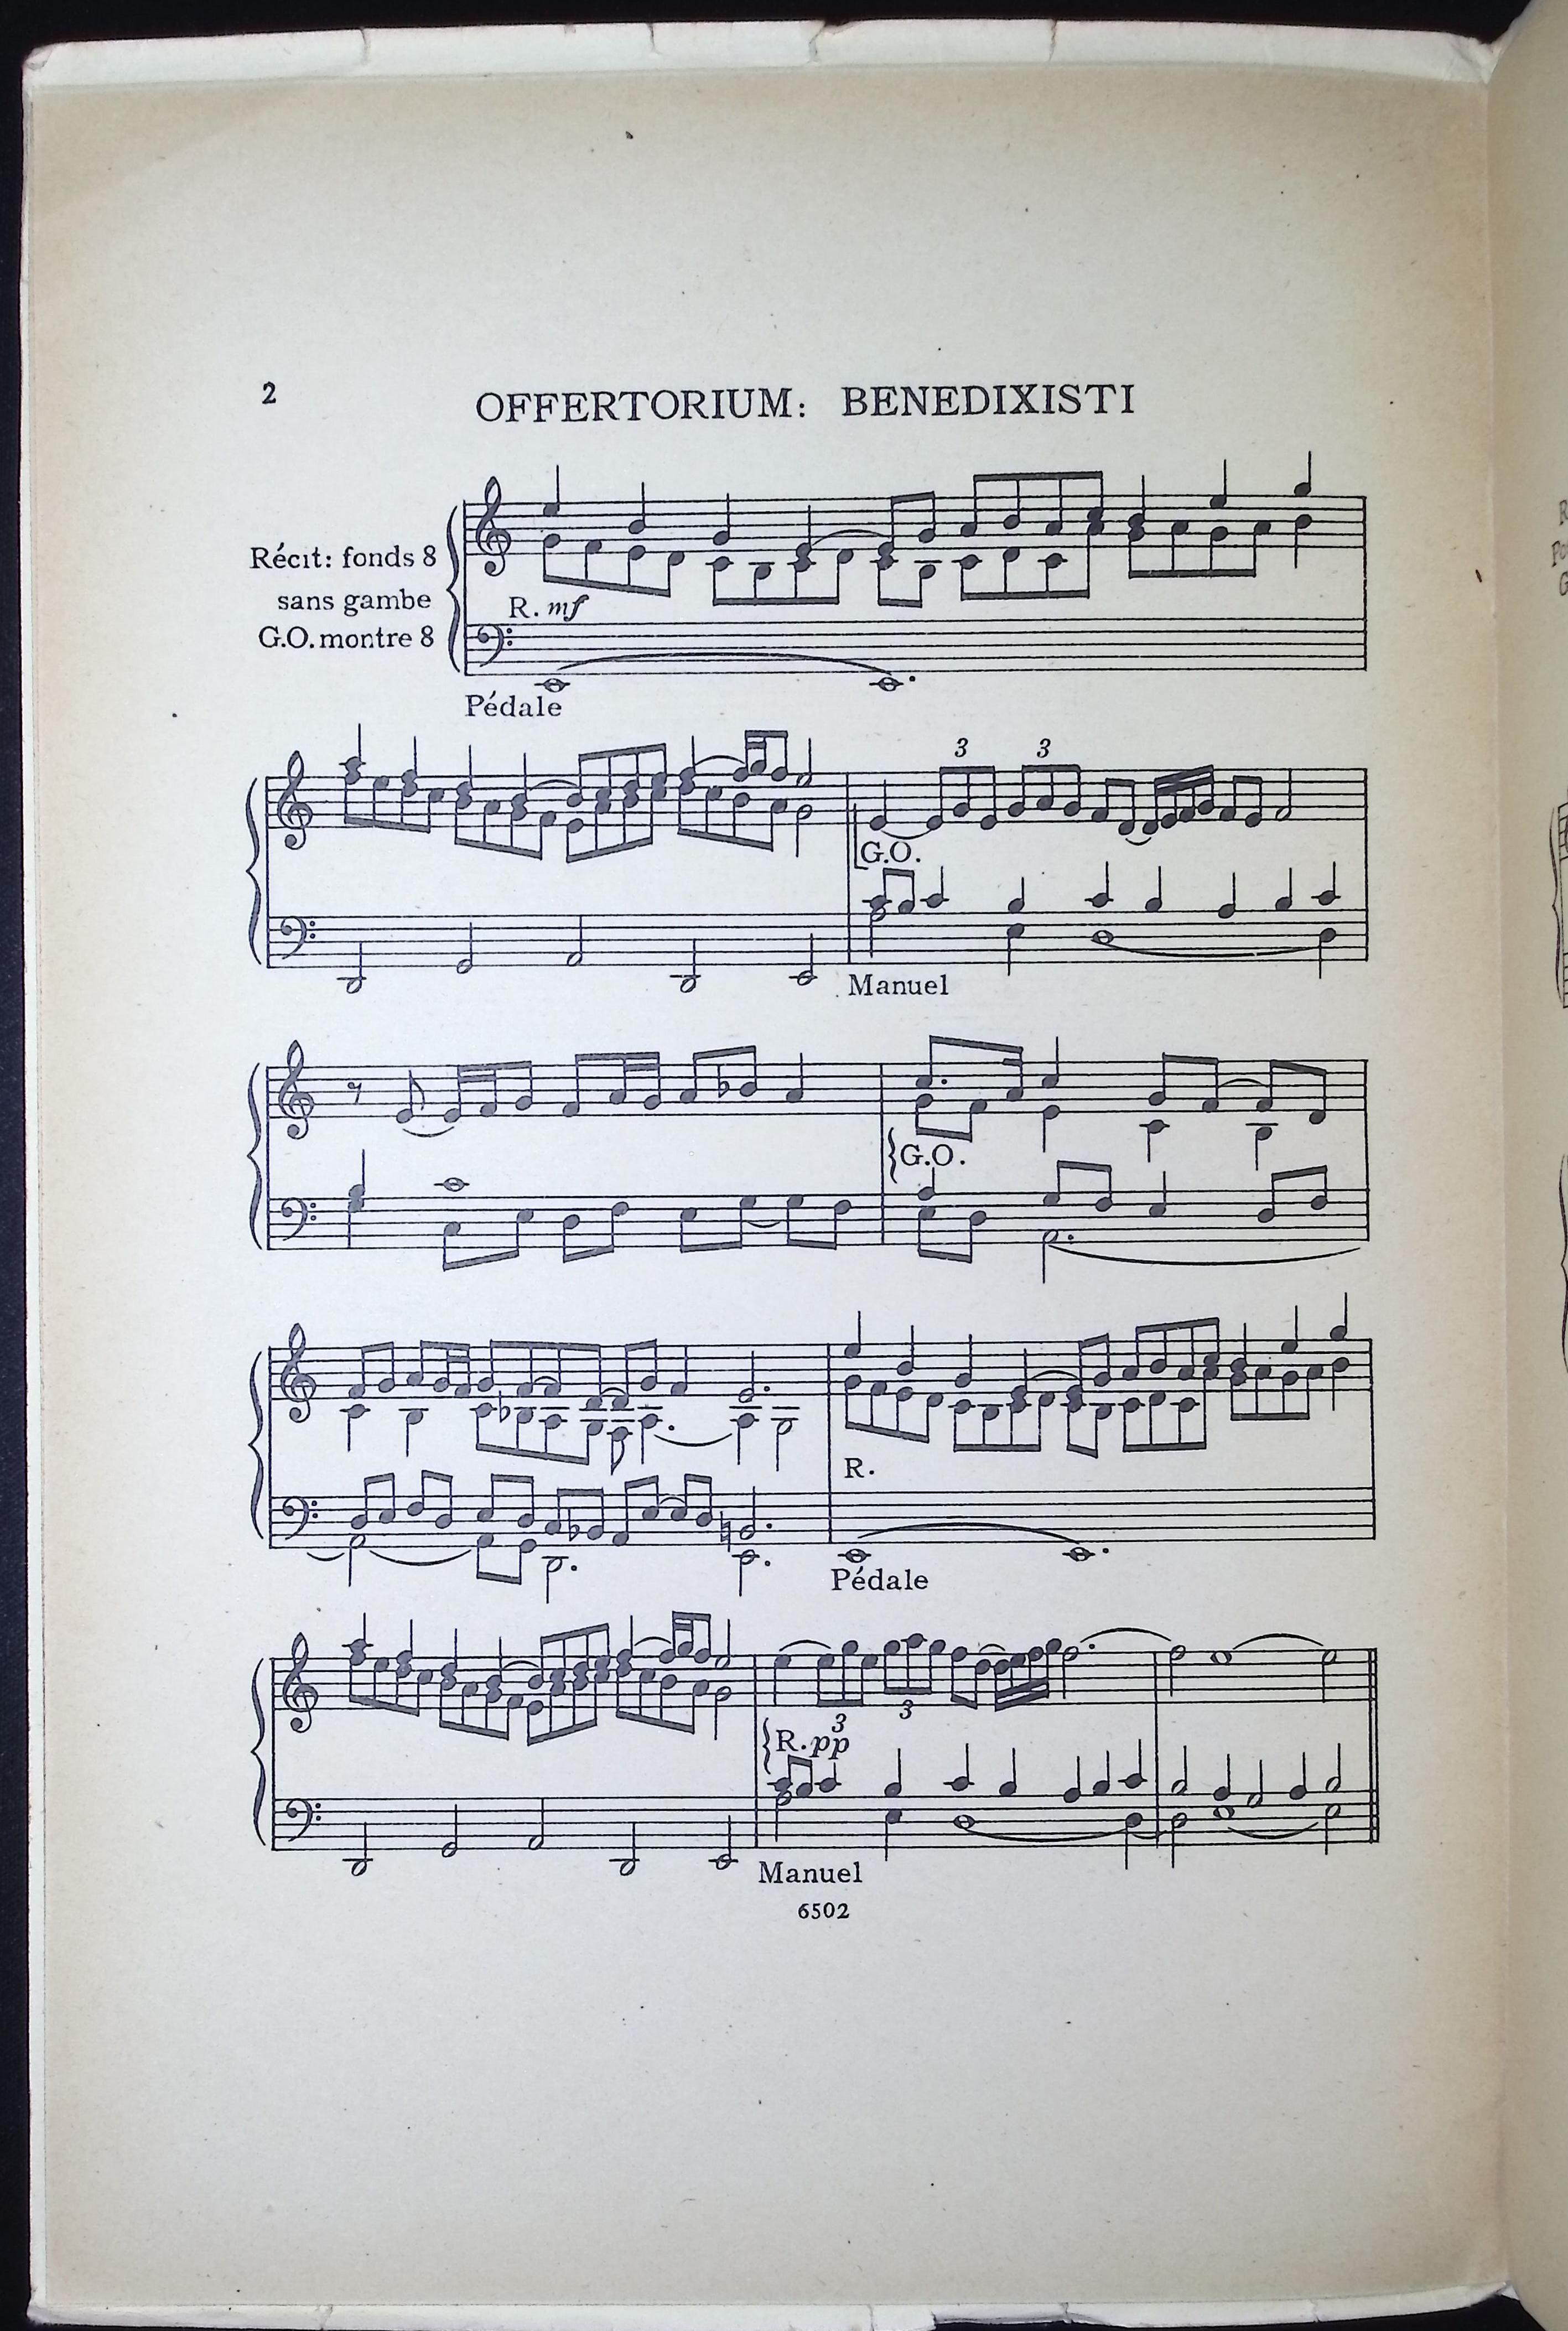 2
OFFERTORIUM: BENEDIXISTI
Récit: fonds 8
sans gambe
G.O. montre 8
R. mf
Pédale
3 3
G.O.
Manuel
G.O.
R.
Pédale
3 3
R. pp
Manuel
6502